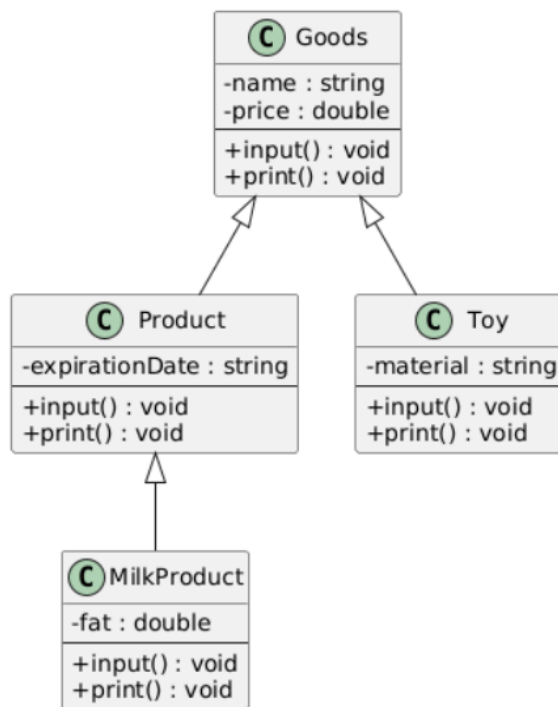 C Goods
-name : string
-price : double
+input() : void
+print() : void
C Product
-expirationDate : string
+input() : void
+print() : void
C Toy
-material : string
+input() : void
+print() : void
C MilkProduct
-fat : double
+input() : void
+print() : void